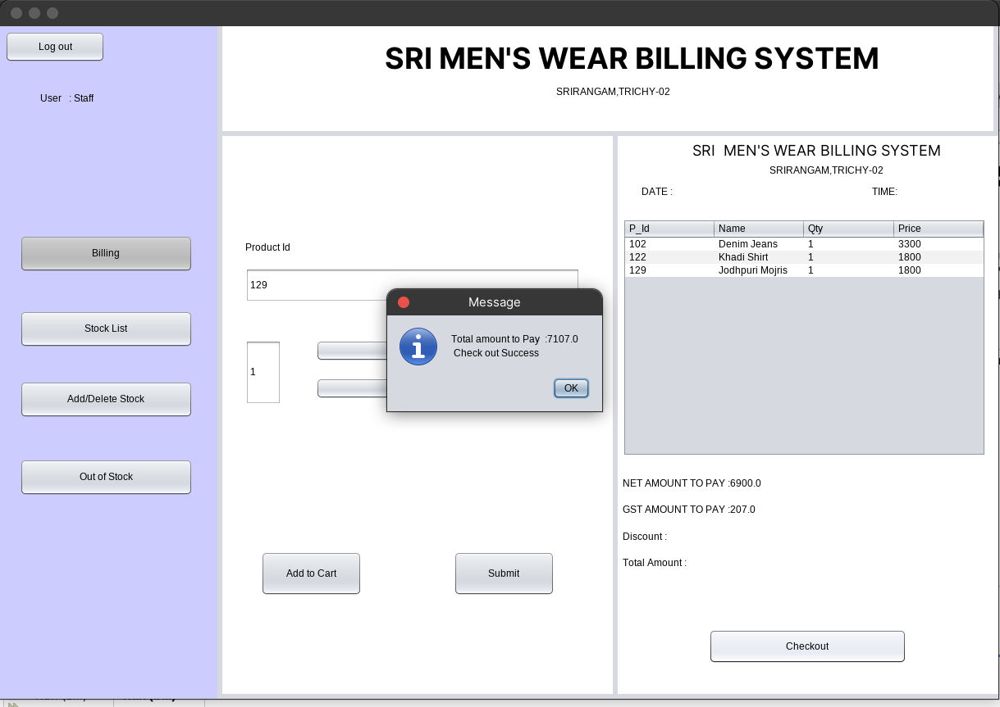 Log out
User : Staff
SRI MEN'S WEAR BILLING SYSTEM
SRIRANGAM,TRICHY-02
Billing
Stock List
Add/Delete Stock
Out of Stock
Product Id
129
1
Add to Cart
Submit
Message
Total amount to Pay :7107.0
Check out Success
OK
SRI MEN'S WEAR BILLING SYSTEM
SRIRANGAM,TRICHY-02
DATE : TIME:
P_Id Name Qty Price
102 Denim Jeans 1 3300
122 Khadi Shirt 1 1800
129 Jodhpuri Mojris 1 1800
NET AMOUNT TO PAY :6900.0
GST AMOUNT TO PAY :207.0
Discount :
Total Amount :
Checkout